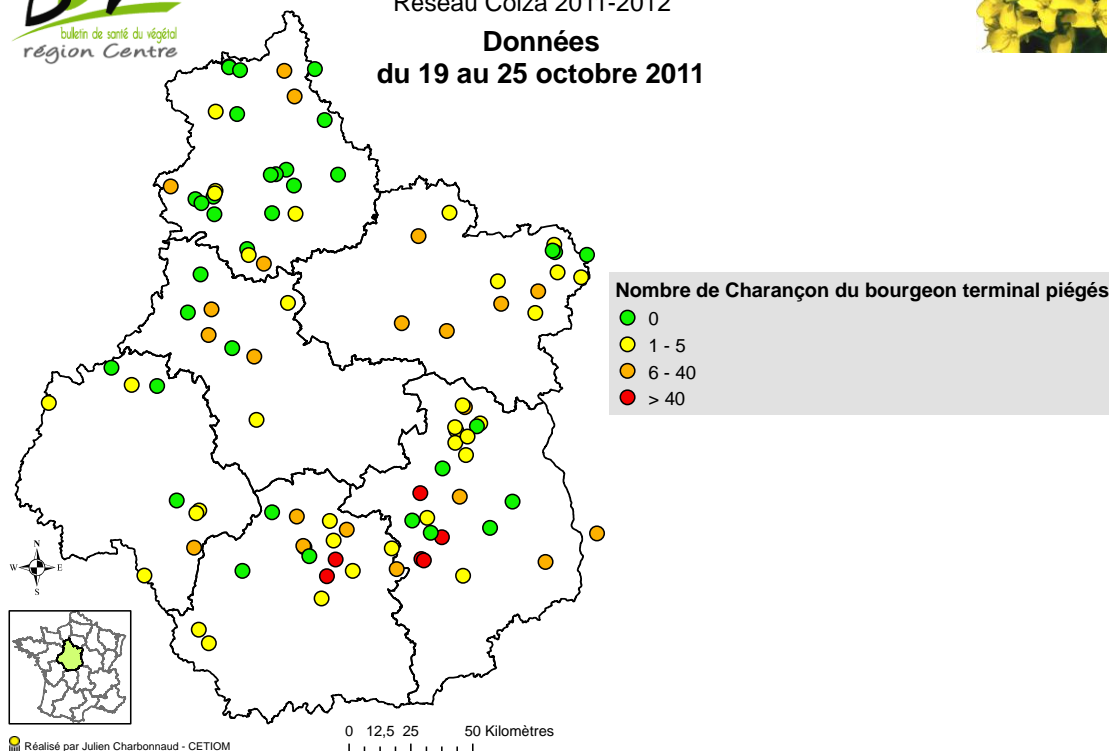 Réseau Colza 2011-2012
bulletin de santé du végétal
région Centre
Données
du 19 au 25 octobre 2011
Nombre de Charançon du bourgeon terminal piégés
0
1 - 5
6 - 40
> 40
N
W E
S
0 12,5 25 50 Kilomètres
Réalisé par Julien Charbonnaud - CETIOM